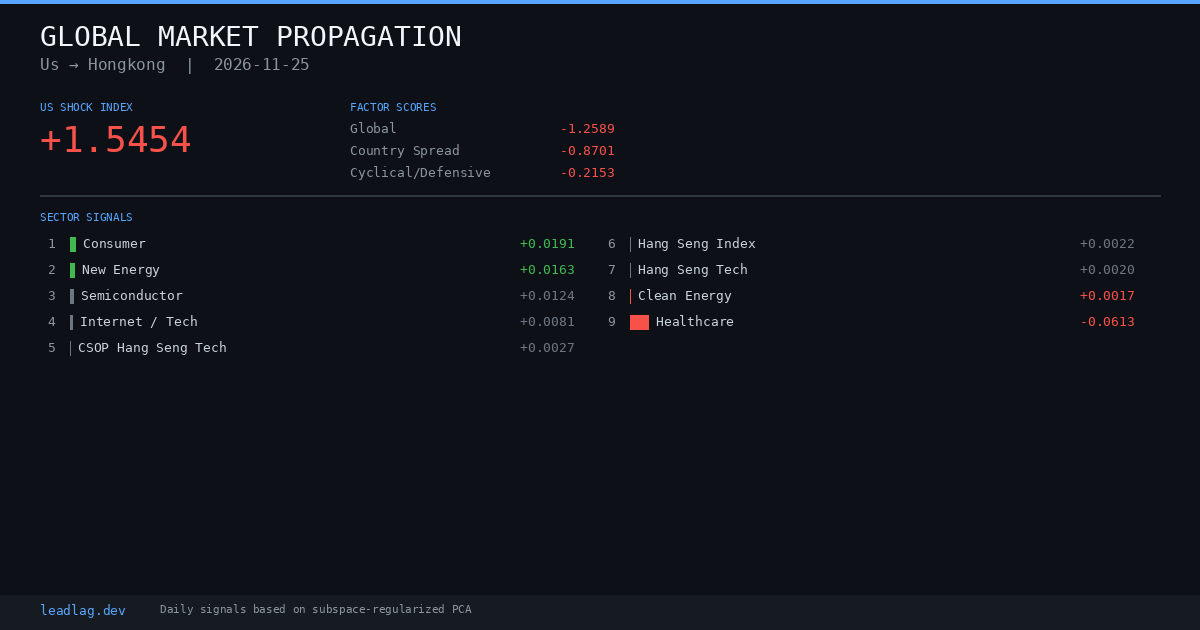 GLOBAL MARKET PROPAGATION
Us → Hongkong | 2026-11-25
US SHOCK INDEX
+1.5454
FACTOR SCORES
Global -1.2589
Country Spread -0.8701
Cyclical/Defensive -0.2153
SECTOR SIGNALS
1 Consumer +0.0191
2 New Energy +0.0163
3 Semiconductor +0.0124
4 Internet / Tech +0.0081
5 CSOP Hang Seng Tech +0.0027
6 Hang Seng Index +0.0022
7 Hang Seng Tech +0.0020
8 Clean Energy +0.0017
9 Healthcare -0.0613
leadlag.dev Daily signals based on subspace-regularized PCA